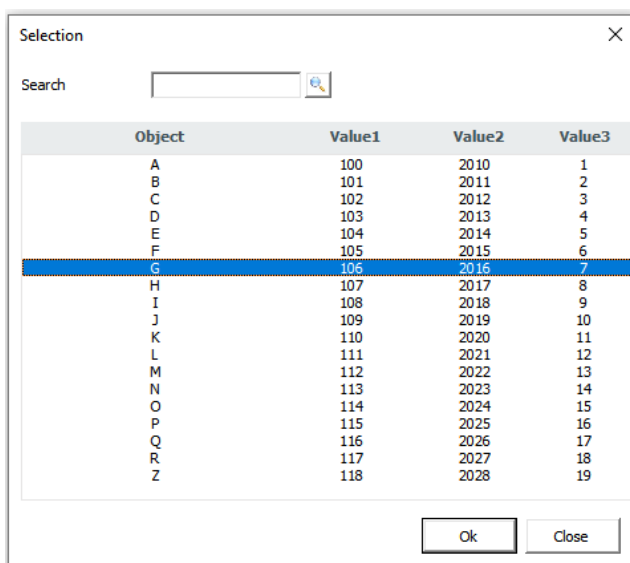 Selection
Search
Object Value1 Value2 Value3
A 100 2010 1
B 101 2011 2
C 102 2012 3
D 103 2013 4
E 104 2014 5
F 105 2015 6
G 106 2016 7
H 107 2017 8
I 108 2018 9
J 109 2019 10
K 110 2020 11
L 111 2021 12
M 112 2022 13
N 113 2023 14
O 114 2024 15
P 115 2025 16
Q 116 2026 17
R 117 2027 18
Z 118 2028 19
Ok Close